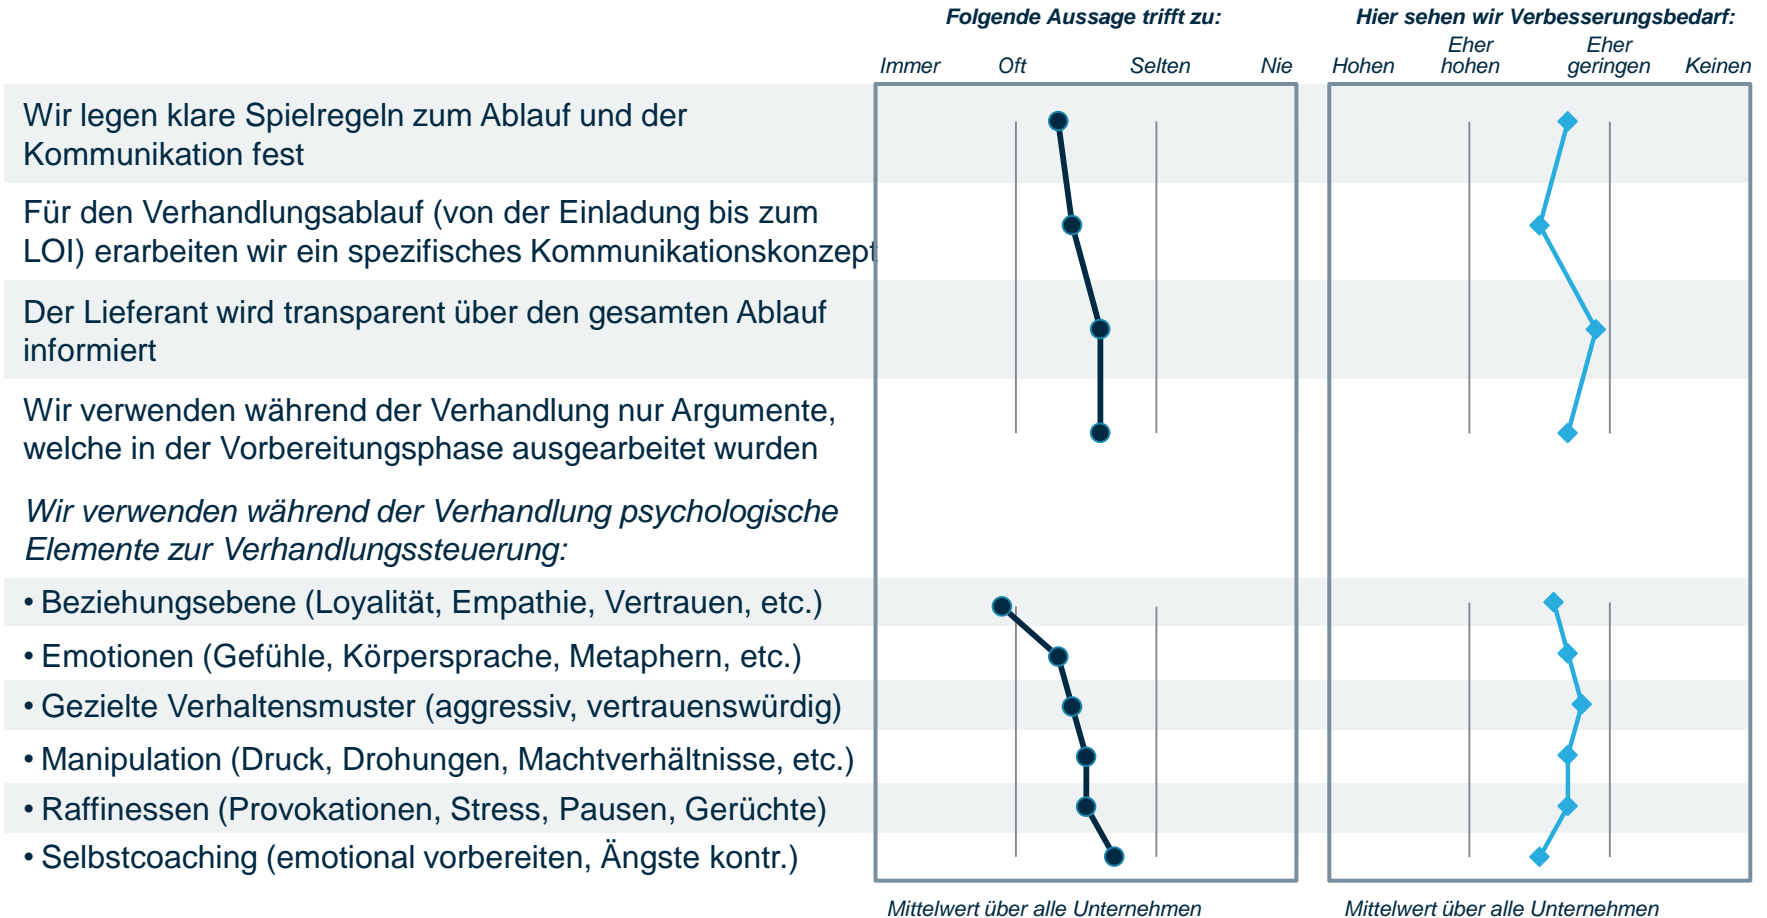 Folgende Aussage trifft zu:
Hier sehen wir Verbesserungsbedarf:
Immer
Oft
Selten
Nie
Hohen
Eher
hohen
Eher
geringen
Keinen
Wir legen klare Spielregeln zum Ablauf und der
Kommunikation fest
Für den Verhandlungsablauf (von der Einladung bis zum
LOI) erarbeiten wir ein spezifisches Kommunikationskonzept
Der Lieferant wird transparent über den gesamten Ablauf
informiert
Wir verwenden während der Verhandlung nur Argumente,
welche in der Vorbereitungsphase ausgearbeitet wurden
Wir verwenden während der Verhandlung psychologische
Elemente zur Verhandlungssteuerung:
• Beziehungsebene (Loyalität, Empathie, Vertrauen, etc.)
• Emotionen (Gefühle, Körpersprache, Metaphern, etc.)
• Gezielte Verhaltensmuster (aggressiv, vertrauenswürdig)
• Manipulation (Druck, Drohungen, Machtverhältnisse, etc.)
• Raffinessen (Provokationen, Stress, Pausen, Gerüchte)
• Selbstcoaching (emotional vorbereiten, Ängste kontr.)
Mittelwert über alle Unternehmen
Mittelwert über alle Unternehmen